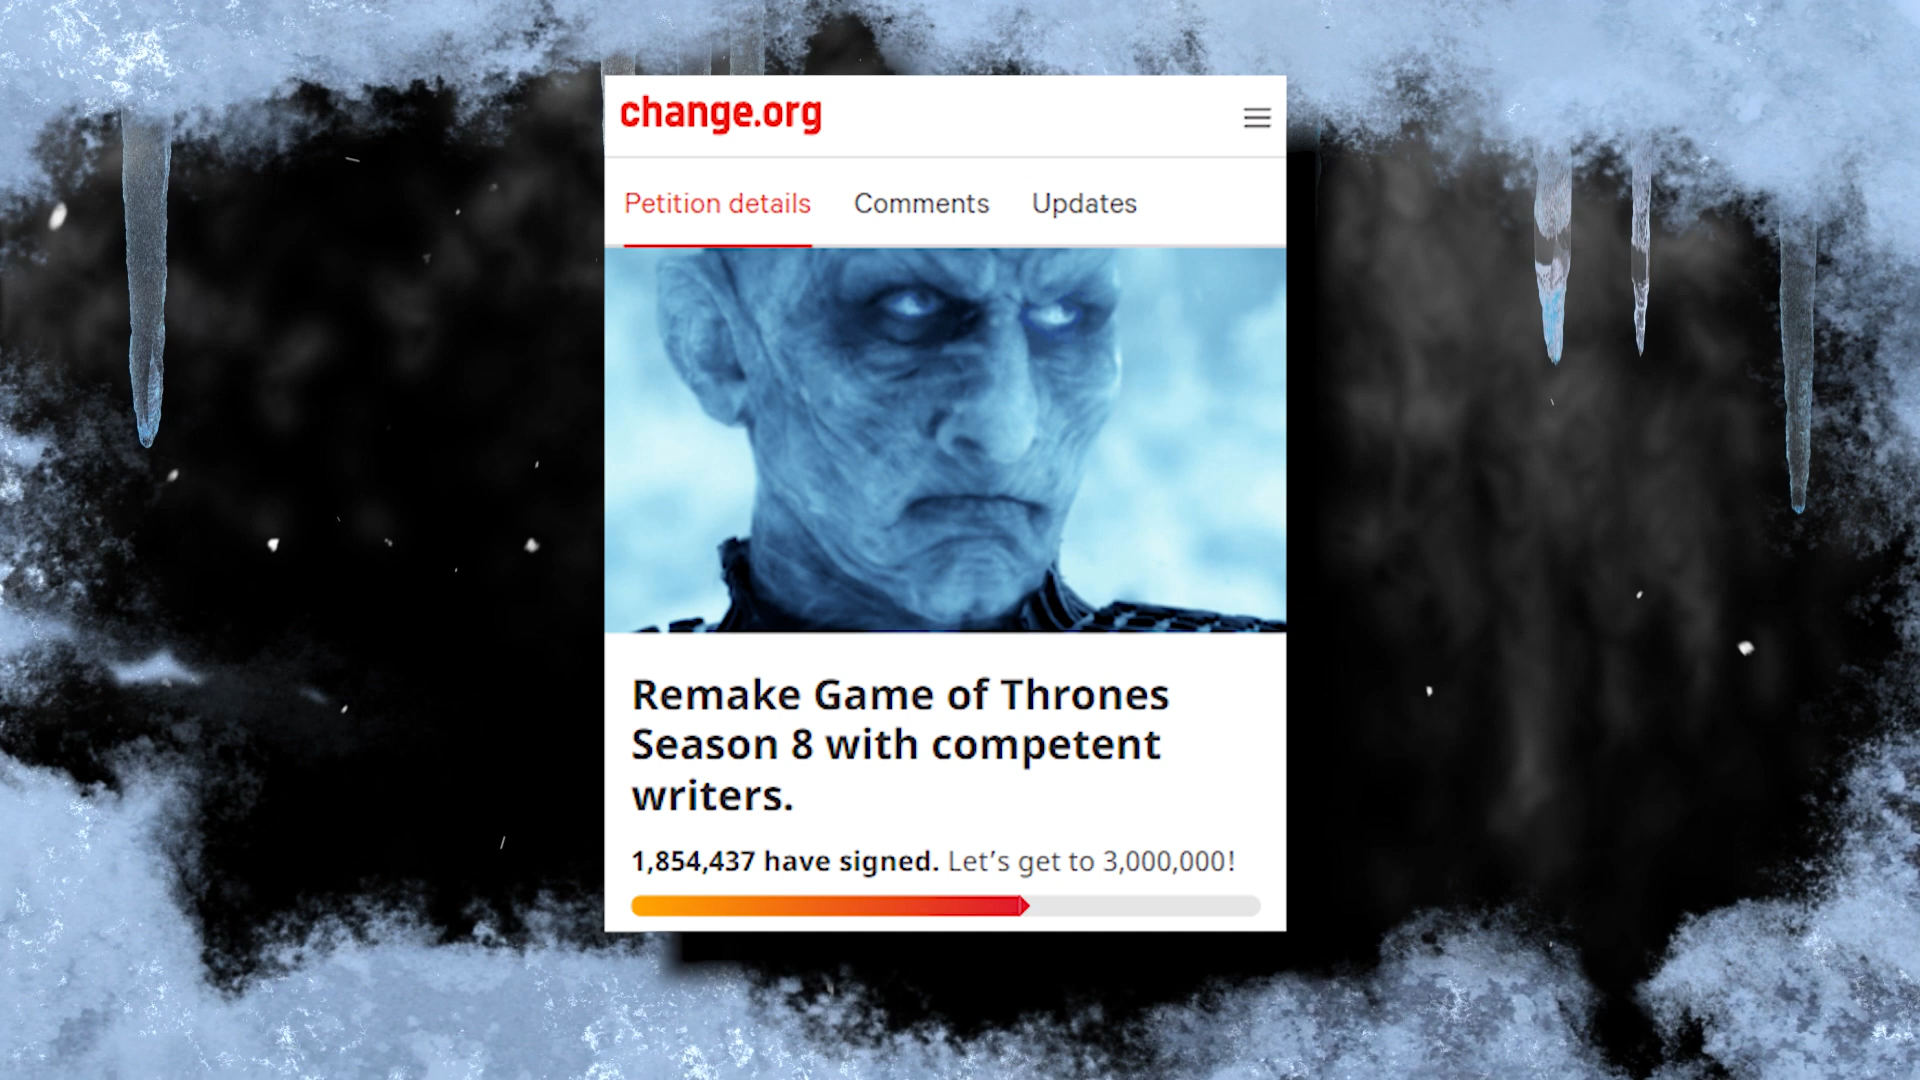 change.org
Petition details Comments Updates
Remake Game of Thrones
Season 8 with competent
writers.
1,854,437 have signed. Let’s get to 3,000,000!